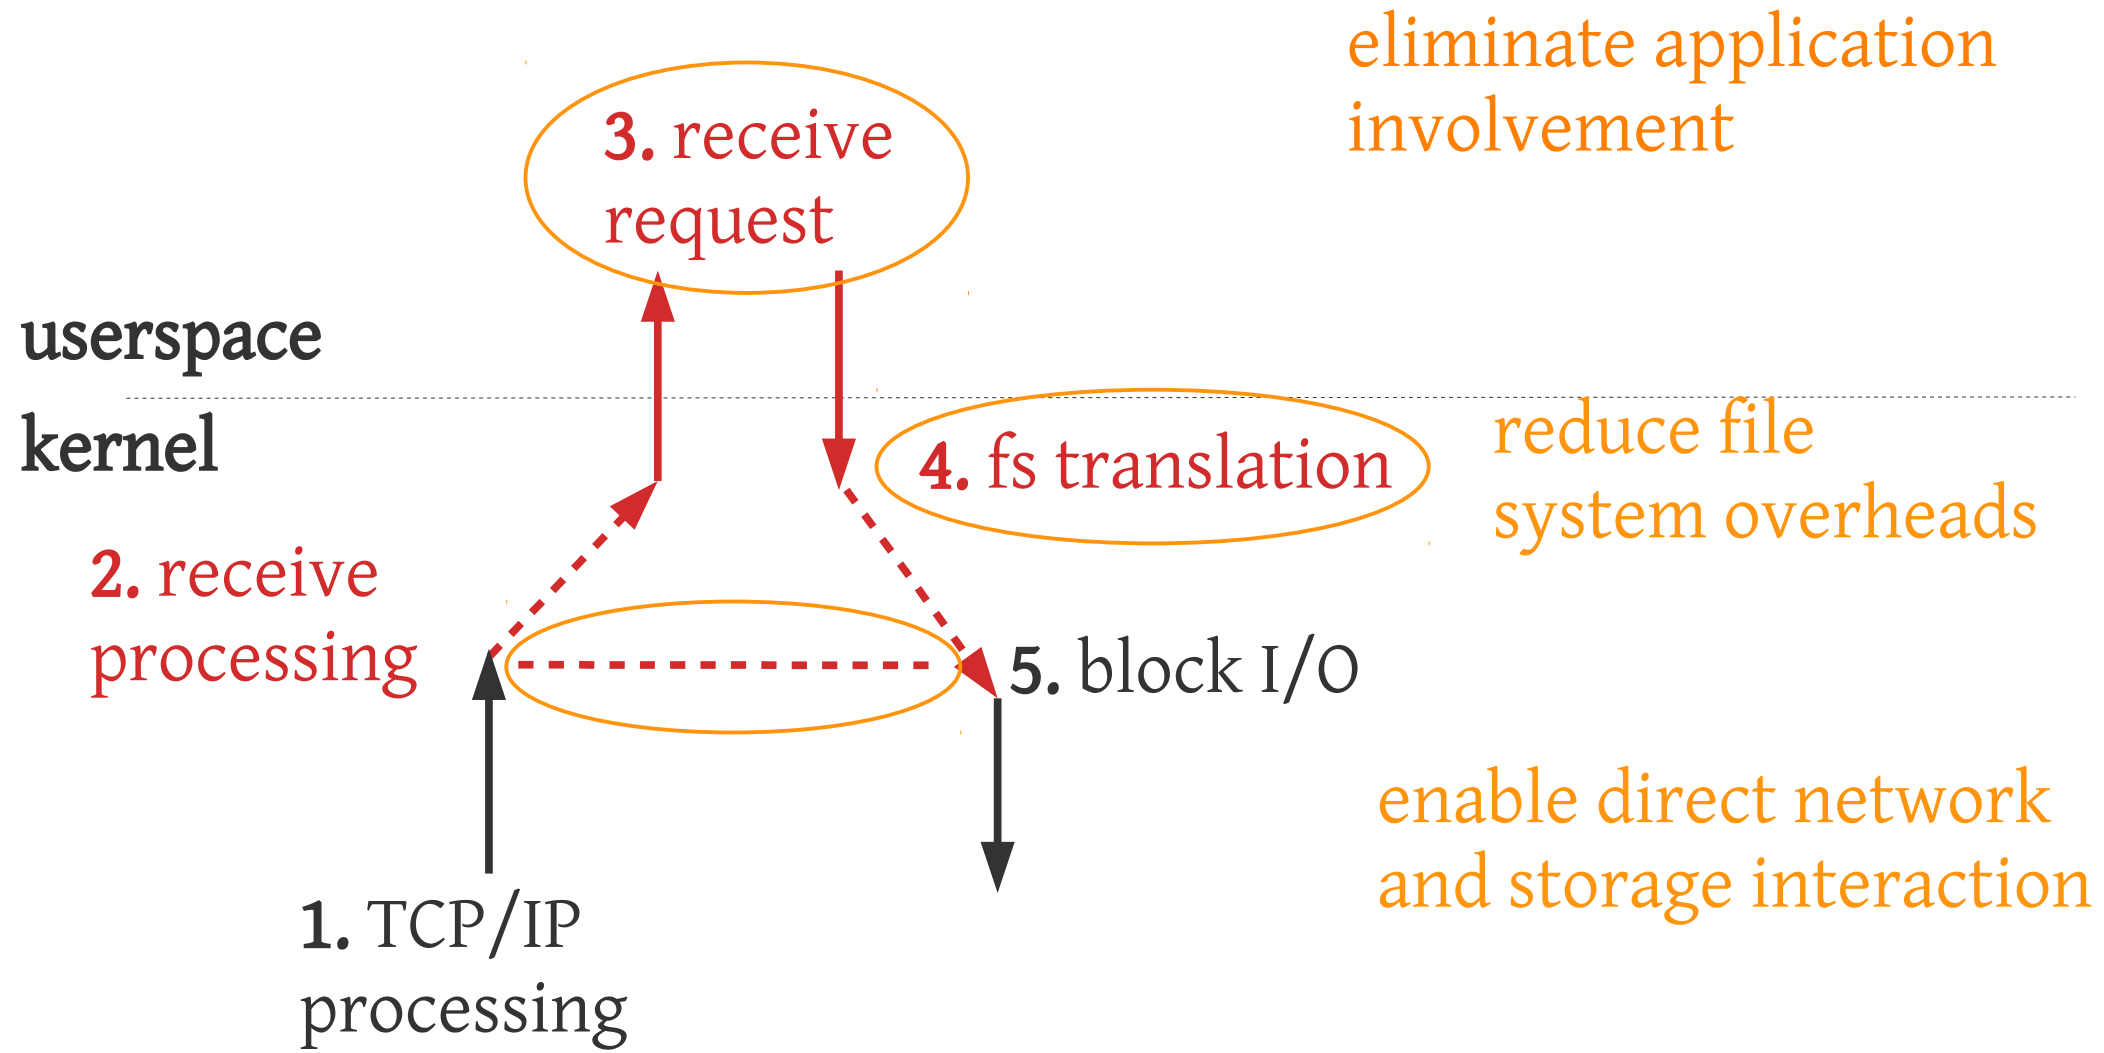 eliminate application
involvement
3. receive
request
userspace
kernel
4. fs translation
reduce file
system overheads
2. receive
processing
5. block I/O
enable direct network
and storage interaction
1. TCP/IP
processing